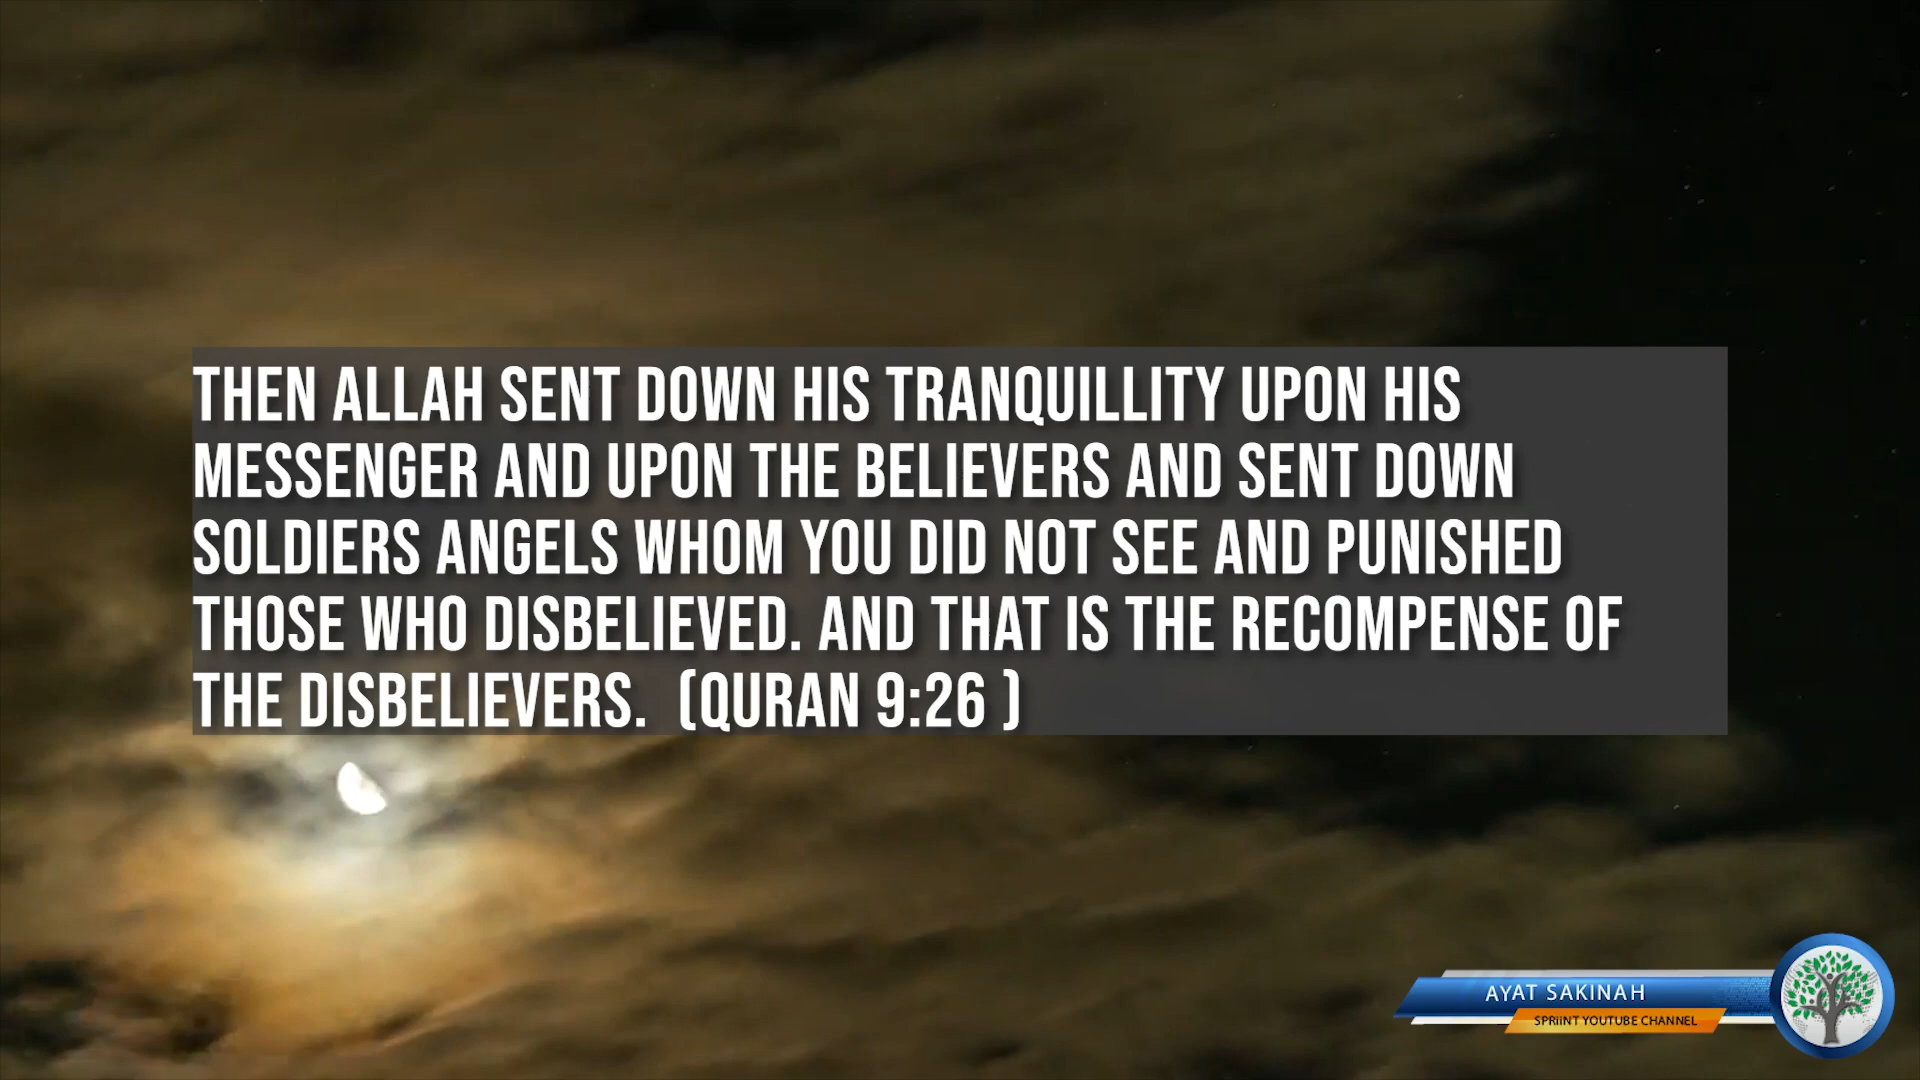 THEN ALLAH SENT DOWN HIS TRANQUILLITY UPON HIS
MESSENGER AND UPON THE BELIEVERS AND SENT DOWN
SOLDIERS ANGELS WHOM YOU DID NOT SEE AND PUNISHED
THOSE WHO DISBELIEVED. AND THAT IS THE RECOMPENSE OF
THE DISBELIEVERS.  (QURAN 9:26 )
AYAT SAKINAH
SPRiiNT YOUTUBE CHANNEL